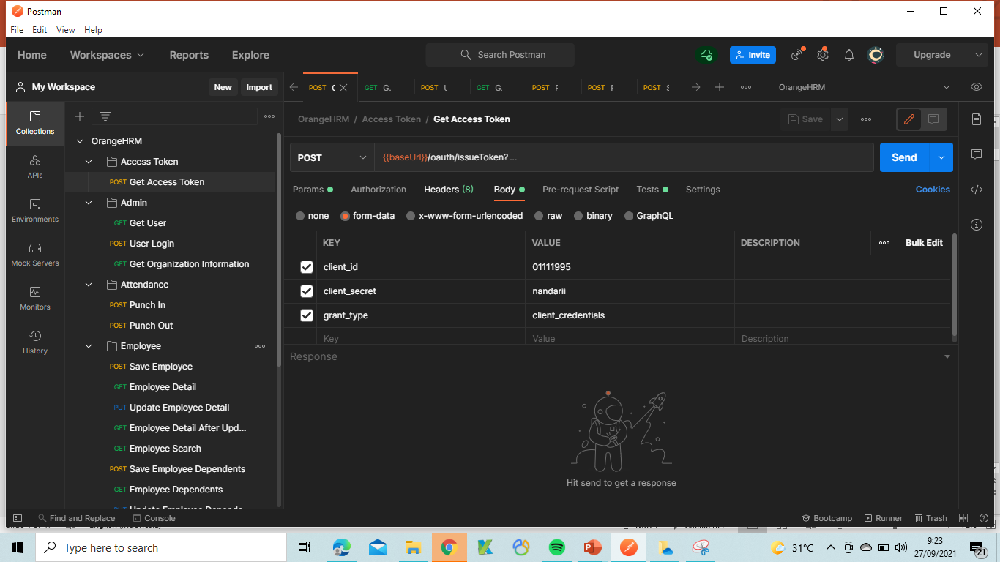 Postman
File Edit View Help
Home Workspaces Reports Explore Search Postman Invite Upgrade
My Workspace New Import POST GET G. POST GET G. POST POST POST OrangeHRM
OrangeHRM / Access Token / Get Access Token Save
POST {{baseUrl}}/oauth/issueToken? ... Send
Params Authorization Headers (8) Body Pre-request Script Tests Settings Cookies
none form-data x-www-form-urlencoded raw binary GraphQL
KEY VALUE DESCRIPTION Bulk Edit
client_id 01111995
client_secret nandarii
grant_type client_credentials
Key Value Description
Response
Hit send to get a response
Collections
APIs
Environments
Mock Servers
Monitors
History
OrangeHRM
Access Token
POST Get Access Token
Admin
GET Get User
POST User Login
GET Get Organization Information
Attendance
POST Punch In
POST Punch Out
Employee
POST Save Employee
GET Employee Detail
PUT Update Employee Detail
GET Employee Detail After Upd...
GET Employee Search
POST Save Employee Dependents
GET Employee Dependents
Find and Replace Console Bootcamp Runner Trash
Type here to search 31°C 9:23
27/09/2021 21